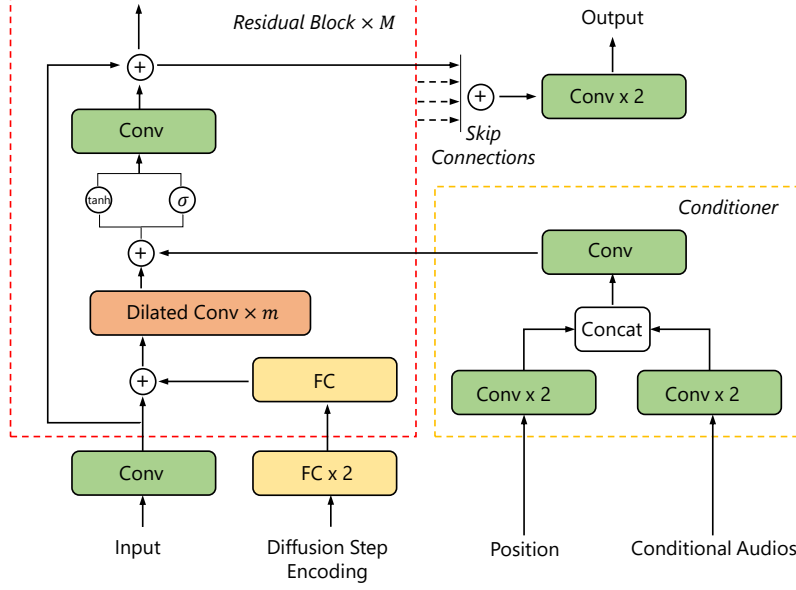 Residual Block × M
Output
+
+
Conv x 2
Conv
Skip
Connections
tanh
σ
Conditioner
+
Conv
Dilated Conv × m
Concat
+
FC
Conv x 2
Conv x 2
Conv
FC x 2
Input
Diffusion Step
Encoding
Position
Conditional Audios